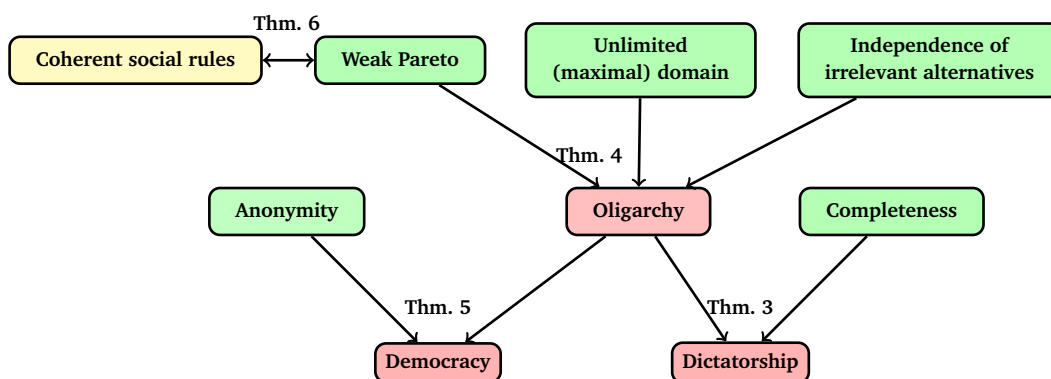 Thm. 6
Coherent social rules
Weak Pareto
Unlimited
(maximal) domain
Independence of
irrelevant alternatives
Thm. 4
Anonymity
Oligarchy
Completeness
Thm. 5
Thm. 3
Democracy
Dictatorship